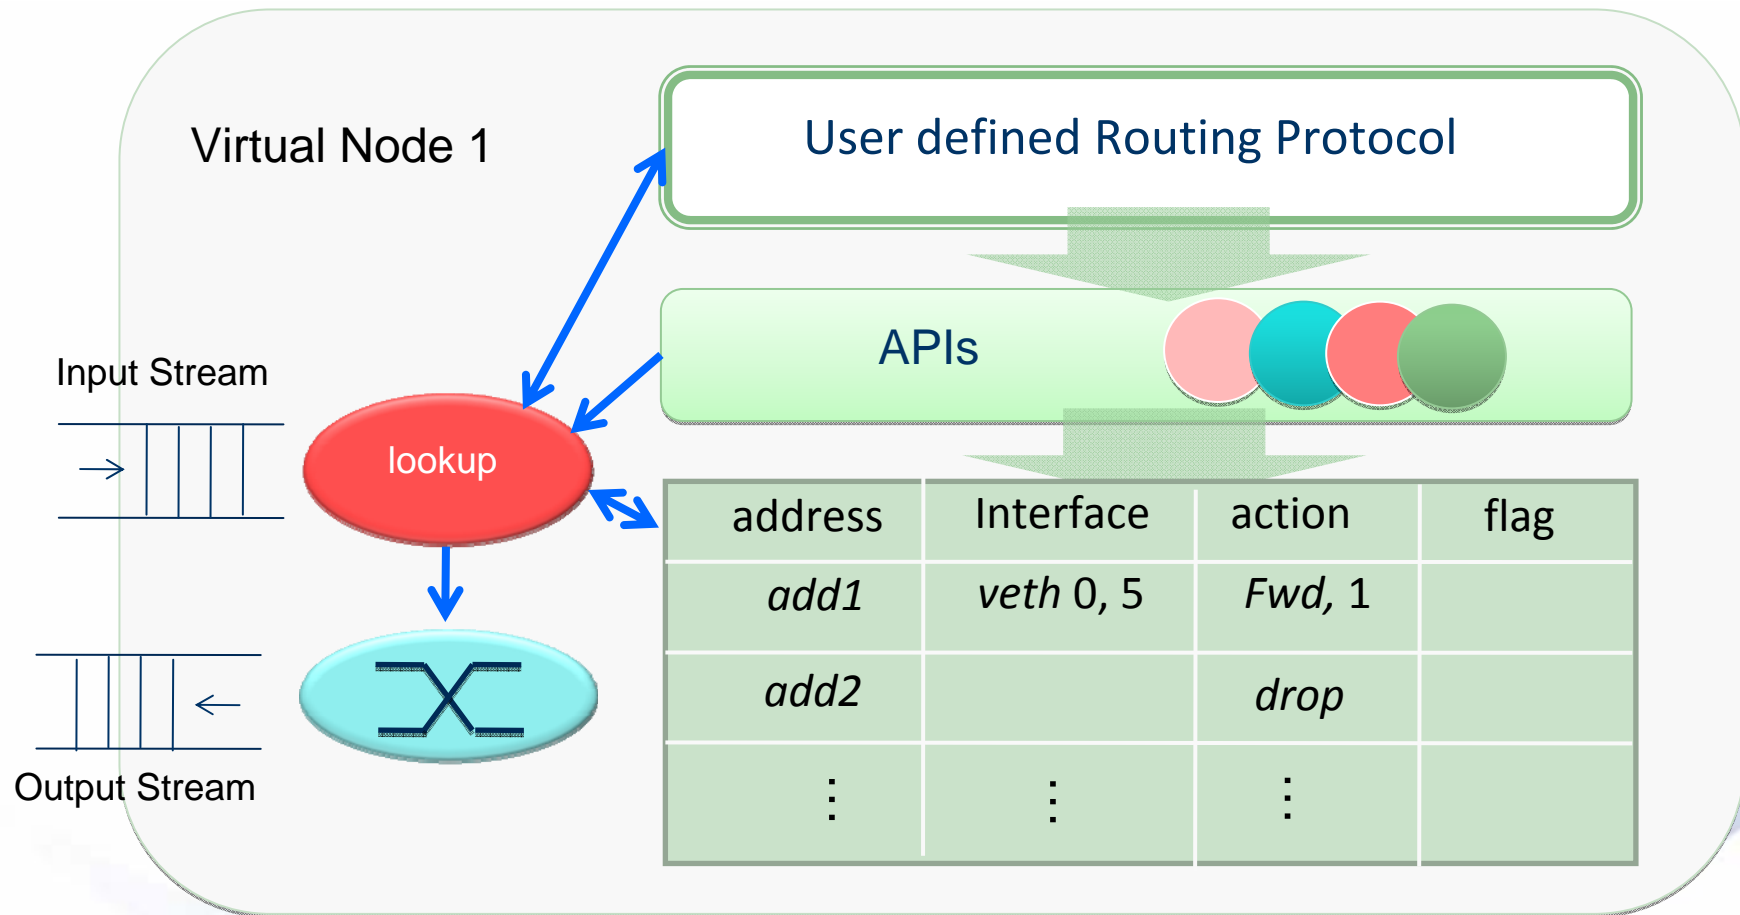 User defined Routing Protocol
Virtual Node 1
APIs
Input Stream
lookup
address Interface action flag
add1 veth 0, 5 Fwd, 1
add2 drop
⋮ ⋮ ⋮
Output Stream